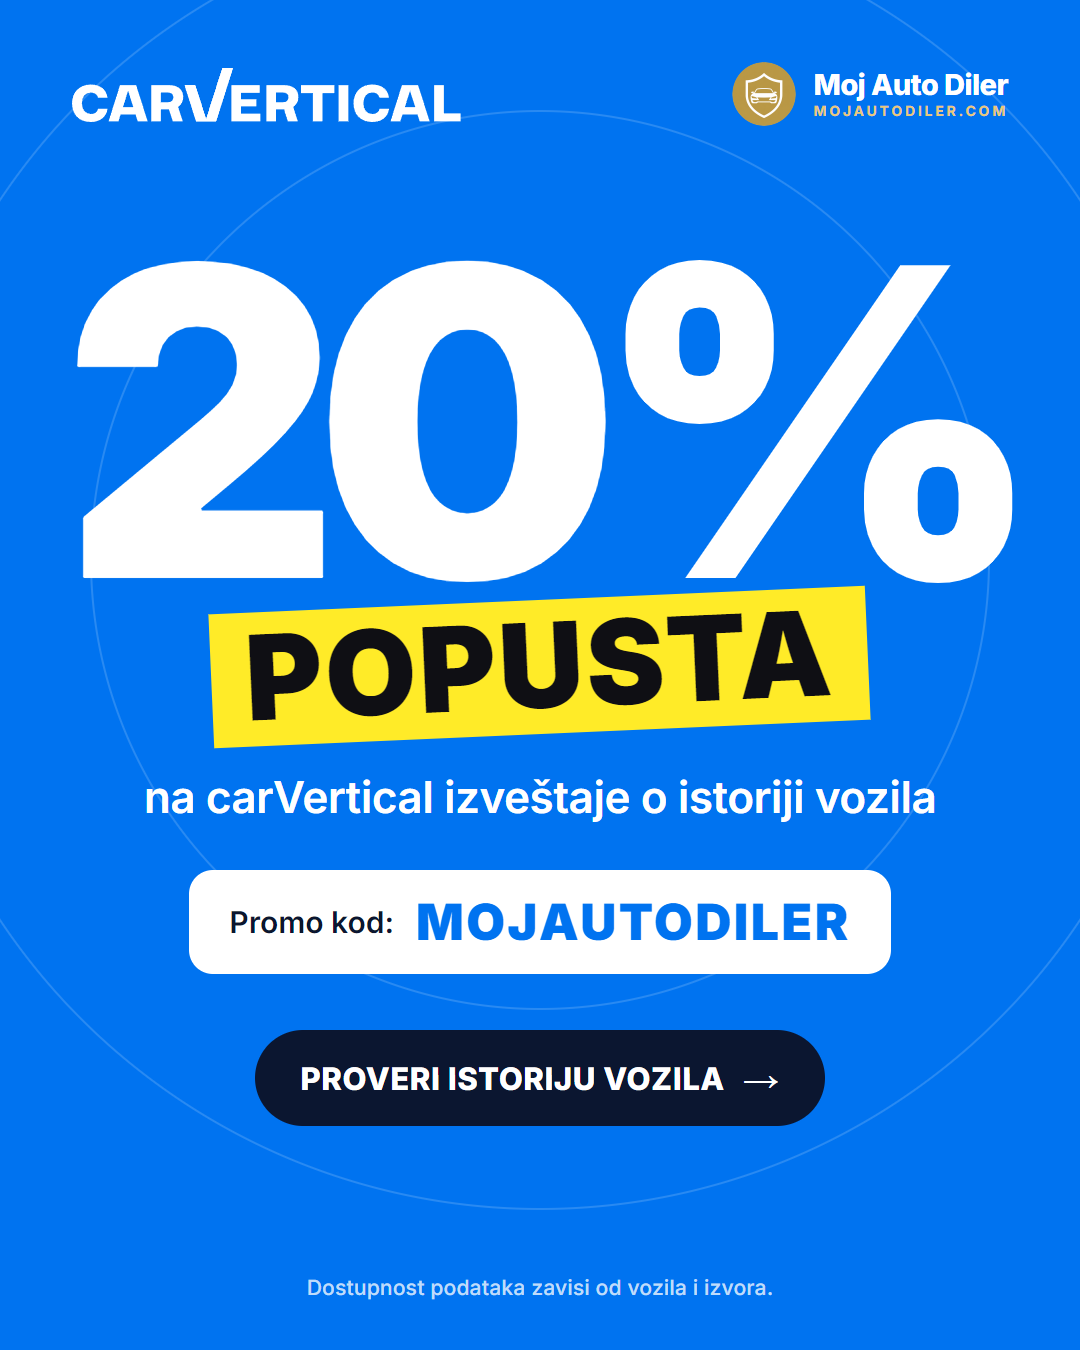 CARVERTICAL
Moj Auto Diler
MOJAUTODILER.COM
20%
POPUSTA
na carVertical izveštaje o istoriji vozila
Promo kod: MOJAUTODILER
PROVERI ISTORIJU VOZILA →
Dostupnost podataka zavisi od vozila i izvora.